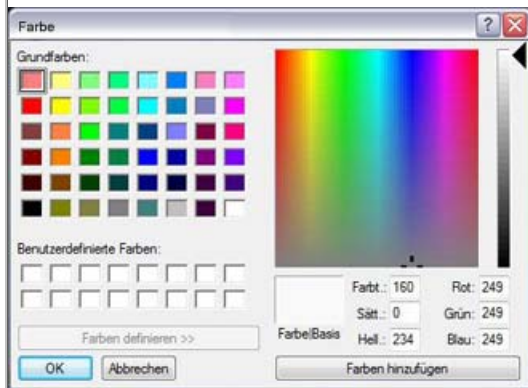 Farbe
Grundfarben:
Benutzerdefinierte Farben:
Farben definieren >>
OK
Abbrechen
Farbe|Basis
Farbt.: 160
Sätt.: 0
Hell.: 234
Rot: 249
Grün: 249
Blau: 249
Farben hinzufügen